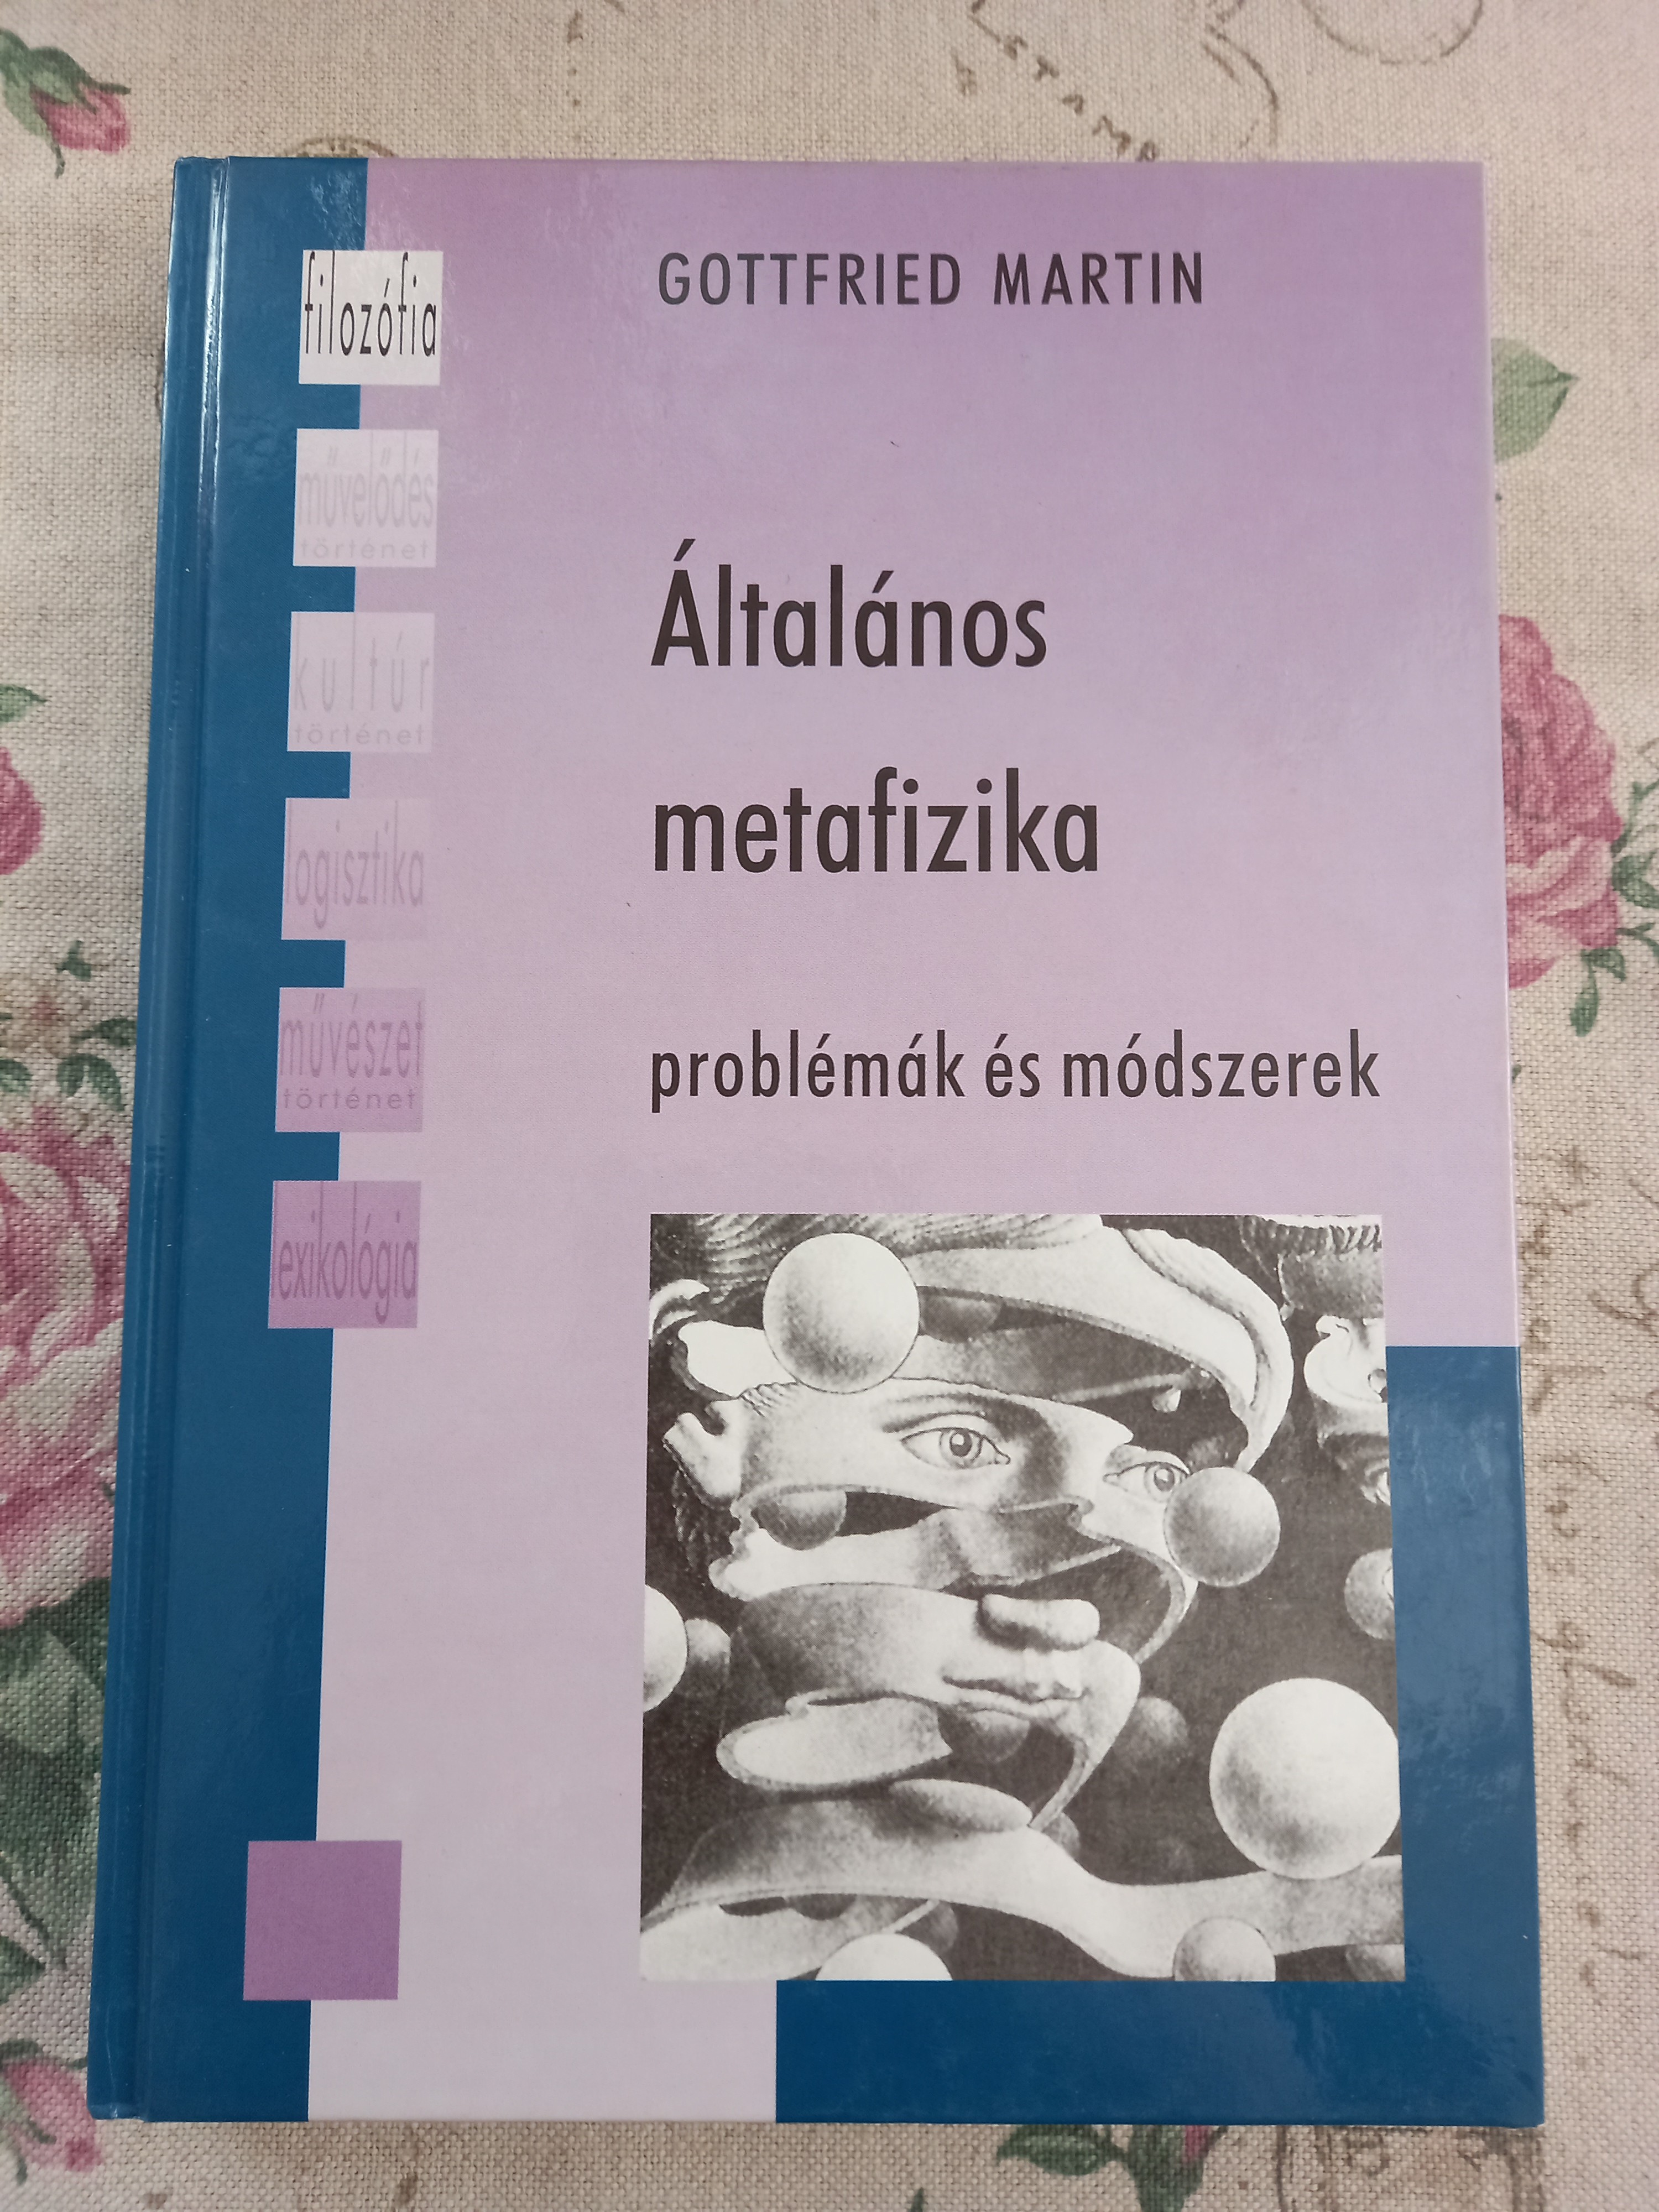 GOTTFRIED MARTIN
filozófia
művelődés
történet
kultúr
történet
logisztika
művészet
történet
lexikológia
Általános
metafizika
problémák és módszerek